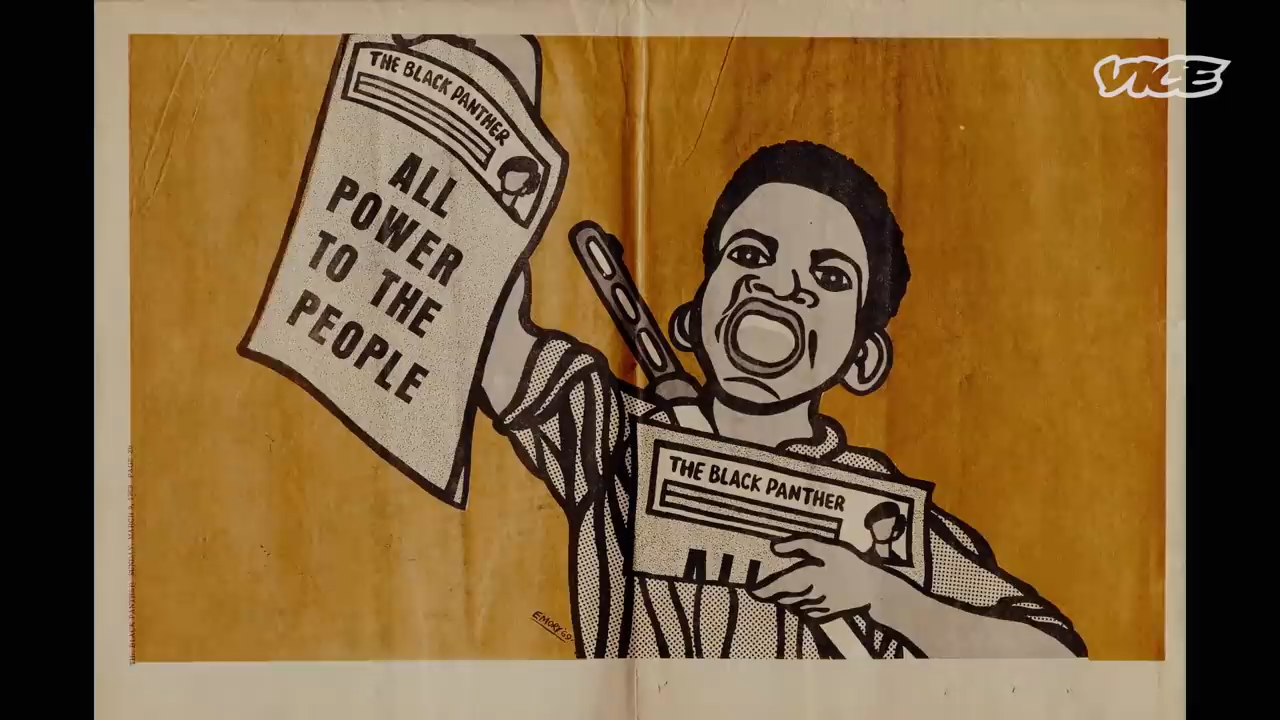 THE BLACK PANTHER
ALL
POWER
TO THE
PEOPLE
VICE
THE BLACK PANTHER
ALL
EMORY '69